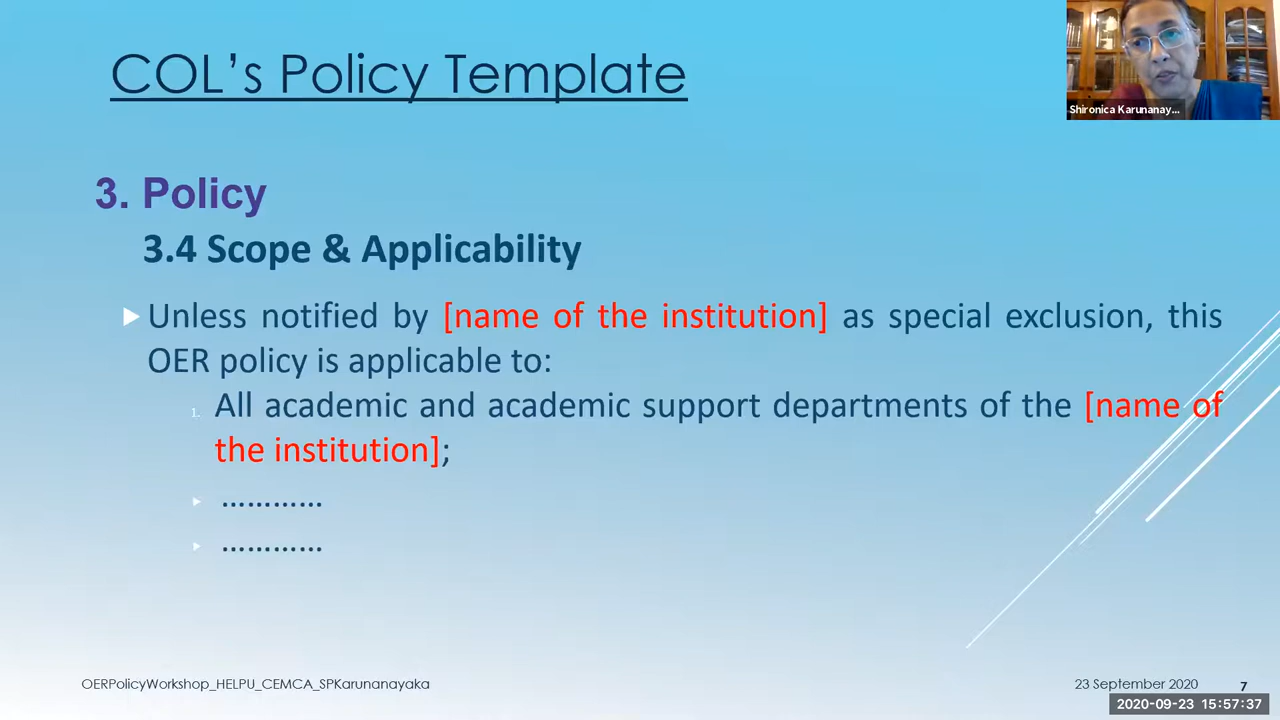 COL's Policy Template
Shironica Karunanay...
3. Policy
3.4 Scope & Applicability
Unless notified by [name of the institution] as special exclusion, this
OER policy is applicable to:
1. All academic and academic support departments of the [name of
the institution];
…………
…………
OERPolicyWorkshop_HELPU_CEMCA_SPKarunanayaka
23 September 2020
7
2020-09-23 15:57:37